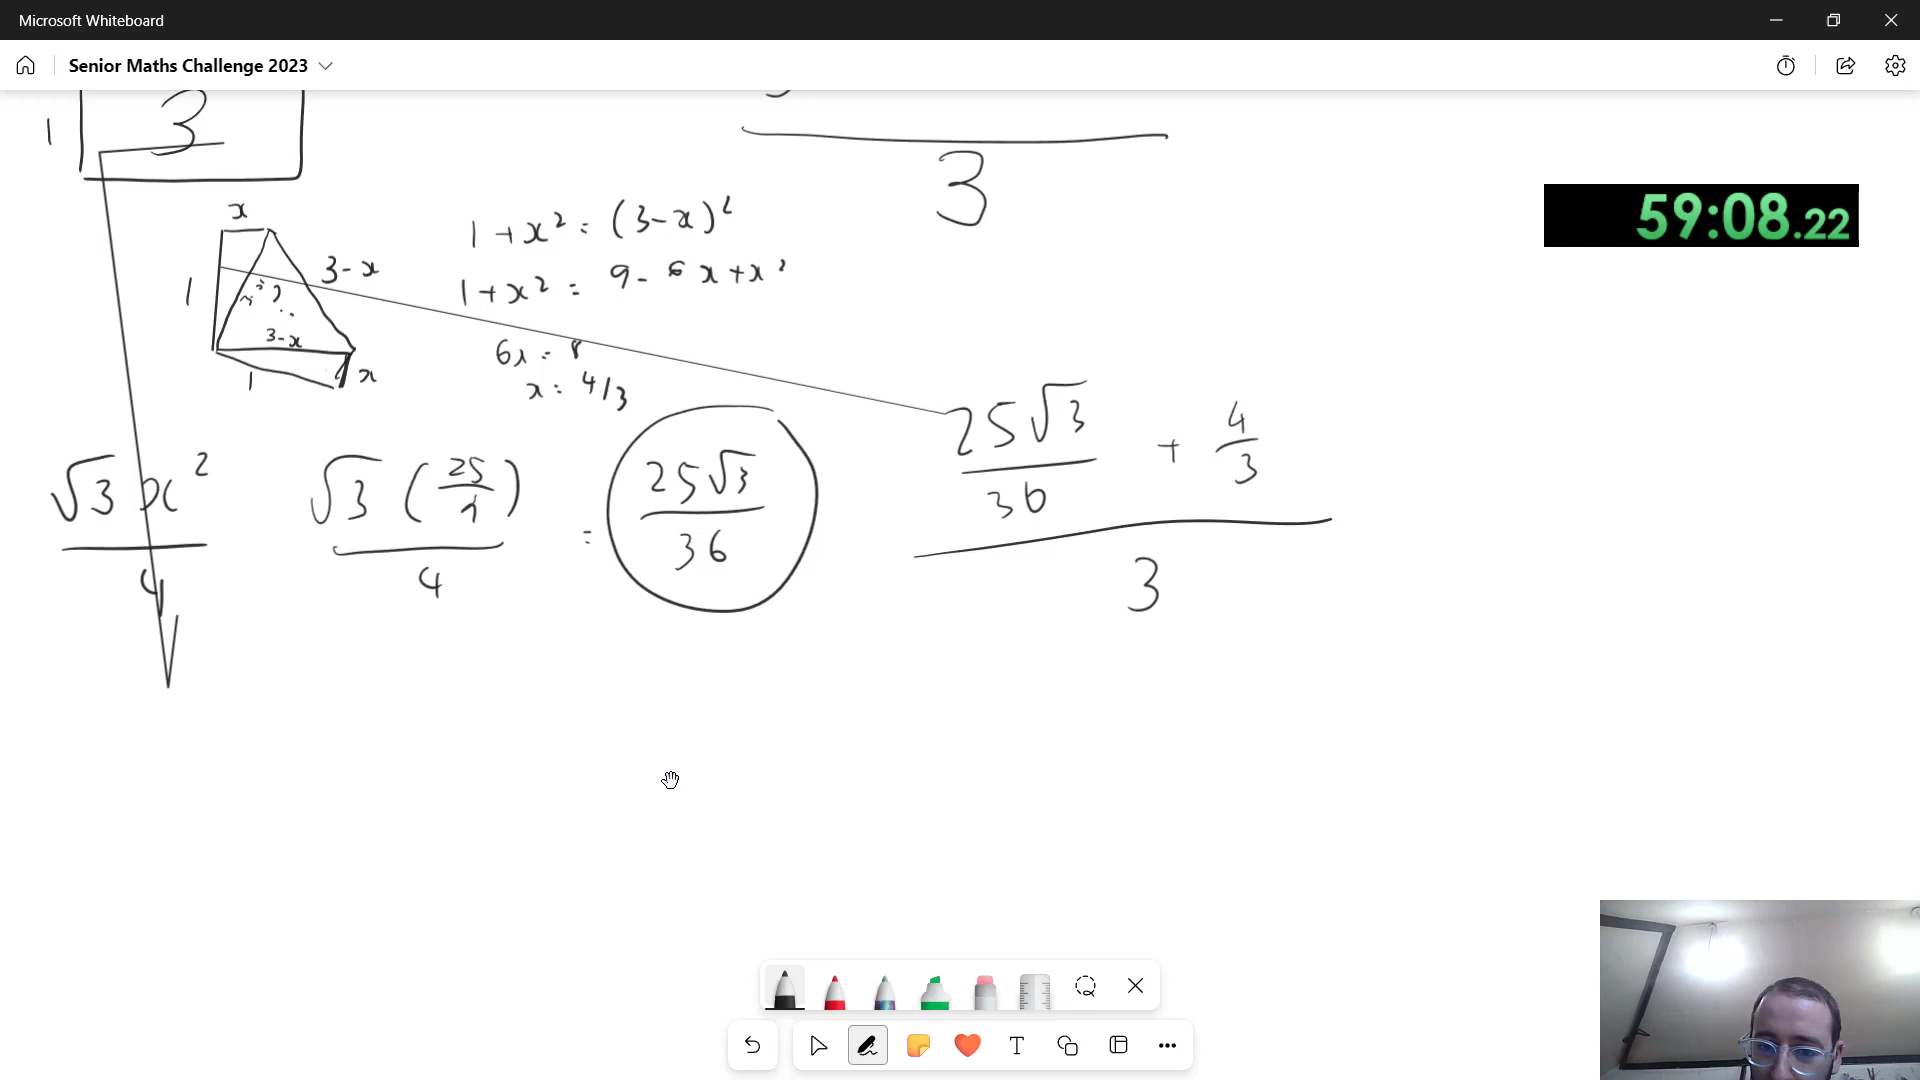 Microsoft Whiteboard
Senior Maths Challenge 2023
59:08.22
1
3
3
x
1
3-x
3-x
1
x
1+x² = (3-x)²
1+x² = 9-6x+x²
6x = 8
x = 4/3
√3 x²
4
√3 (25/9)
4
= 25√3
36
25√3
36
+ 4
3
3